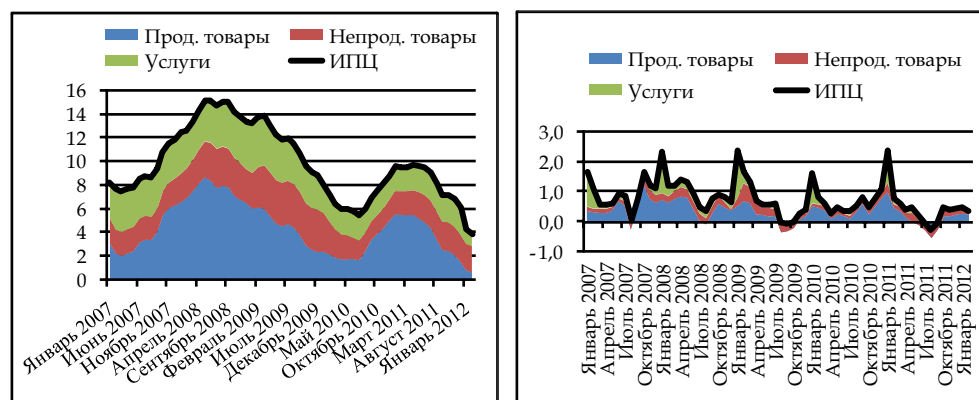 Прод. товары Непрод. товары
Услуги ИПЦ
16
14
12
10
8
6
4
2
0
Январь 2007
Июнь 2007
Ноябрь 2007
Апрель 2008
Сентябрь 2008
Февраль 2009
Июль 2009
Декабрь 2009
Май 2010
Октябрь 2010
Март 2011
Август 2011
Январь 2012
Прод. товары Непрод. товары
Услуги ИПЦ
3,0
2,0
1,0
0,0
-1,0
Январь 2007
Апрель 2007
Июль 2007
Октябрь 2007
Январь 2008
Апрель 2008
Июль 2008
Октябрь 2008
Январь 2009
Апрель 2009
Июль 2009
Октябрь 2009
Январь 2010
Апрель 2010
Июль 2010
Октябрь 2010
Январь 2011
Апрель 2011
Июль 2011
Октябрь 2011
Январь 2012